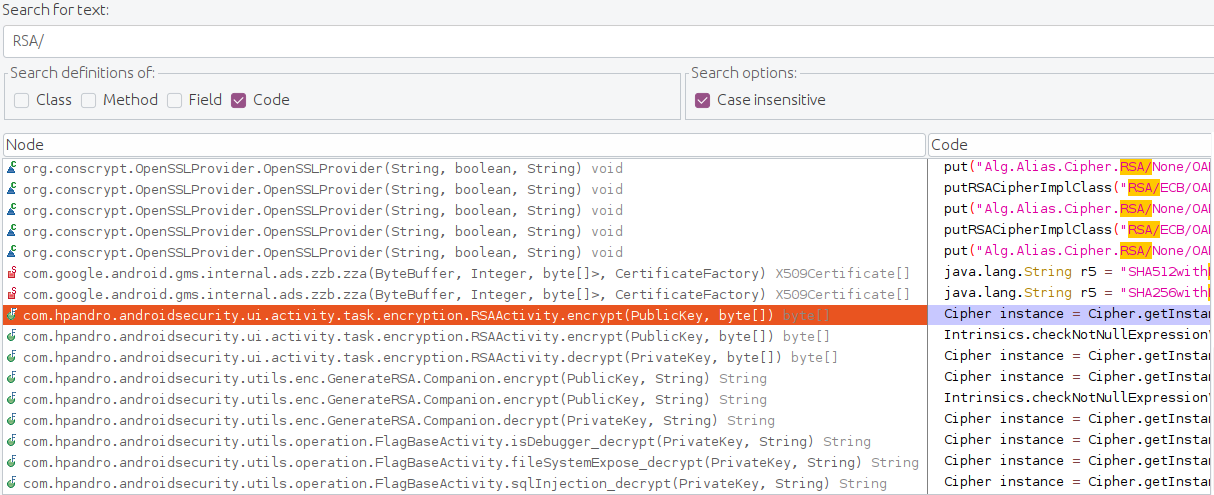 Search for text:
RSA/
Search definitions of: Search options:
Class Method Field Code Case insensitive
Node Code
org.conscrypt.OpenSSLProvider.OpenSSLProvider(String, boolean, String) void put("Alg.Alias.Cipher.RSA/None/OAE
org.conscrypt.OpenSSLProvider.OpenSSLProvider(String, boolean, String) void putRSACipherImplClass("RSA/ECB/OAE
org.conscrypt.OpenSSLProvider.OpenSSLProvider(String, boolean, String) void put("Alg.Alias.Cipher.RSA/None/OAE
org.conscrypt.OpenSSLProvider.OpenSSLProvider(String, boolean, String) void putRSACipherImplClass("RSA/ECB/OAE
org.conscrypt.OpenSSLProvider.OpenSSLProvider(String, boolean, String) void put("Alg.Alias.Cipher.RSA/None/OAE
com.google.android.gms.internal.ads.zzb.zza(ByteBuffer, Integer, byte[]>, CertificateFactory) X509Certificate[] java.lang.String r5 = "SHA512with
com.google.android.gms.internal.ads.zzb.zza(ByteBuffer, Integer, byte[]>, CertificateFactory) X509Certificate[] java.lang.String r5 = "SHA256with
com.hpandro.androidsecurity.ui.activity.task.encryption.RSAActivity.encrypt(PublicKey, byte[]) byte[] Cipher instance = Cipher.getInstan
com.hpandro.androidsecurity.ui.activity.task.encryption.RSAActivity.encrypt(PublicKey, byte[]) byte[] Intrinsics.checkNotNullExpression
com.hpandro.androidsecurity.ui.activity.task.encryption.RSAActivity.decrypt(PrivateKey, byte[]) byte[] Cipher instance = Cipher.getInstan
com.hpandro.androidsecurity.utils.enc.GenerateRSA.Companion.encrypt(PublicKey, String) String Cipher instance = Cipher.getInstan
com.hpandro.androidsecurity.utils.enc.GenerateRSA.Companion.encrypt(PublicKey, String) String Intrinsics.checkNotNullExpression
com.hpandro.androidsecurity.utils.enc.GenerateRSA.Companion.decrypt(PrivateKey, String) String Cipher instance = Cipher.getInstan
com.hpandro.androidsecurity.utils.operation.FlagBaseActivity.isDebugger_decrypt(PrivateKey, String) String Cipher instance = Cipher.getInstan
com.hpandro.androidsecurity.utils.operation.FlagBaseActivity.fileSystemExpose_decrypt(PrivateKey, String) String Cipher instance = Cipher.getInstan
com.hpandro.androidsecurity.utils.operation.FlagBaseActivity.sqlInjection_decrypt(PrivateKey, String) String Cipher instance = Cipher.getInstan